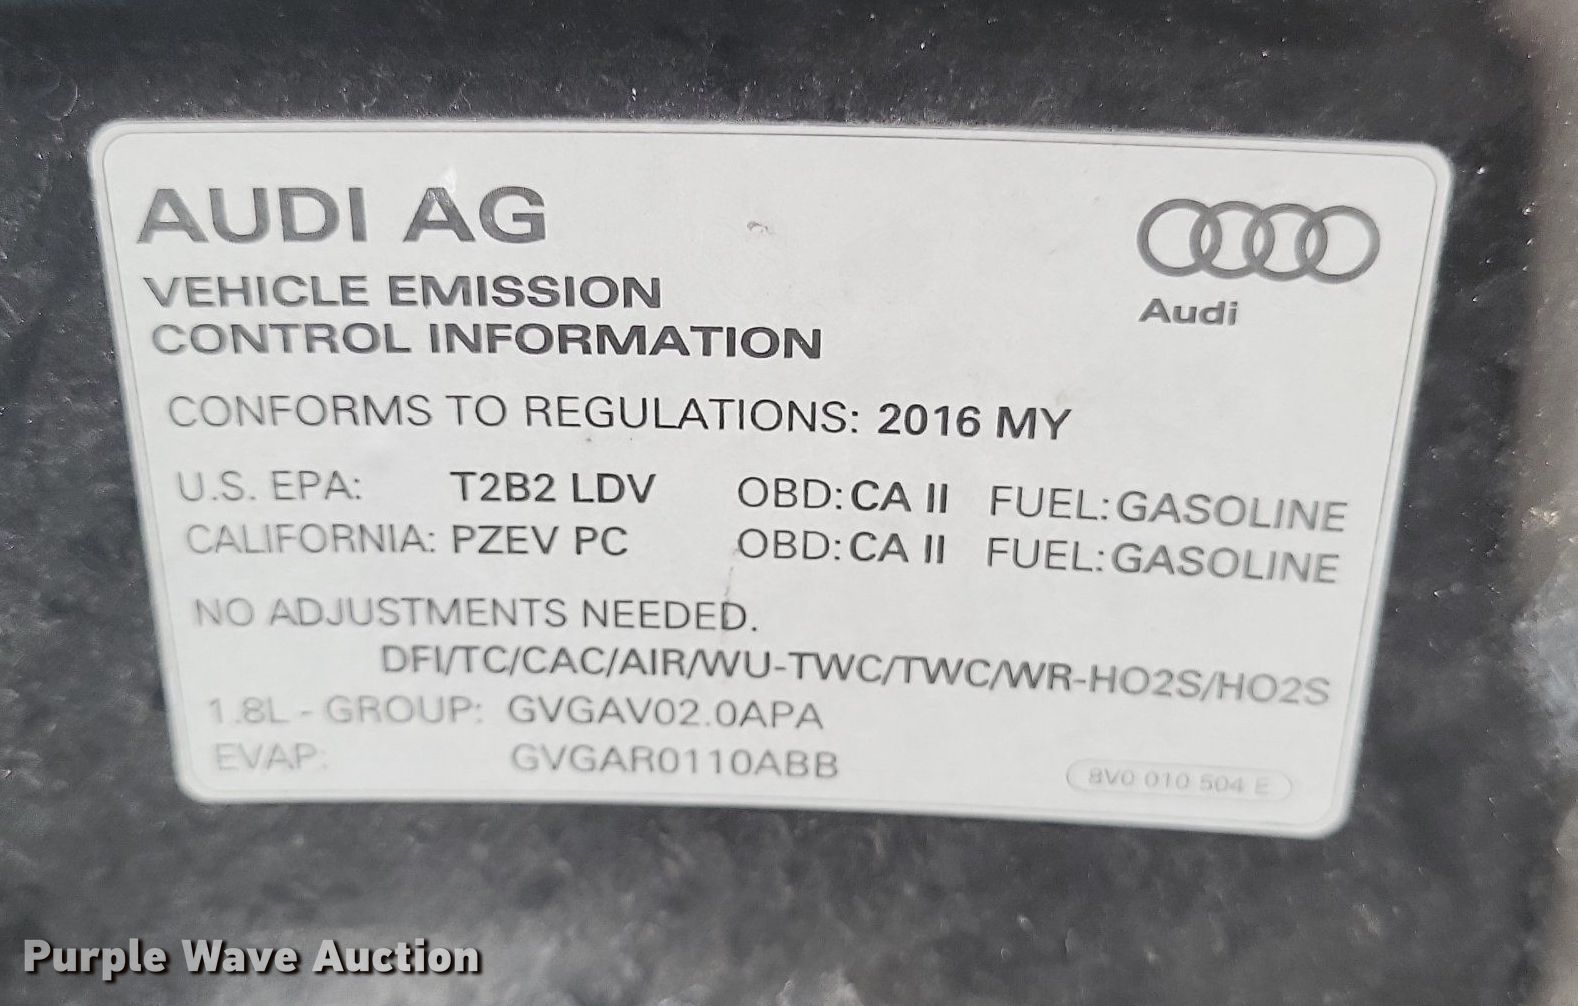 AUDI AG
Audi
VEHICLE EMISSION
CONTROL INFORMATION
CONFORMS TO REGULATIONS: 2016 MY
U.S. EPA: T2B2 LDV OBD: CA II FUEL: GASOLINE
CALIFORNIA: PZEV PC OBD: CA II FUEL: GASOLINE
NO ADJUSTMENTS NEEDED.
DFI/TC/CAC/AIR/WU-TWC/TWC/WR-HO2S/HO2S
1.8L - GROUP: GVGAV02.0APA
EVAP: GVGAR0110ABB
8V0 010 504 E
Purple Wave Auction